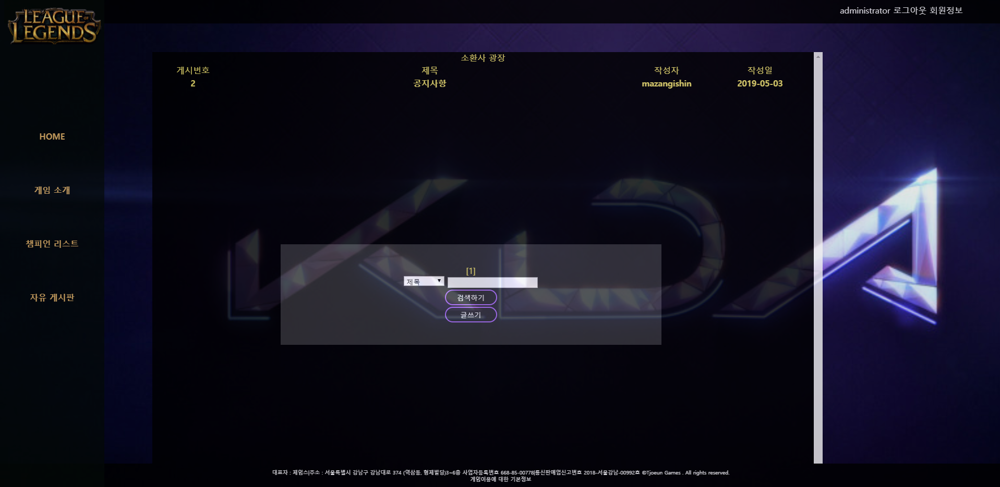 LEAGUE OF
LEGENDS
administrator 로그아웃 회원정보
소환사 광장
게시번호 제목 작성자 작성일
2 공지사항 mazangishin 2019-05-03
HOME
게임 소개
챔피언 리스트
자유 게시판
[1]
제목
검색하기
글쓰기
대표자 : 제임스|주소 : 서울특별시 강남구 강남대로 374 (역삼동, 형제빌딩)3~6층 사업자등록번호 668-85-00778|통신판매업신고번호 2018-서울강남-00992호 ©Tjoeun Games . All rights reserved.
게임이용에 대한 기본정보